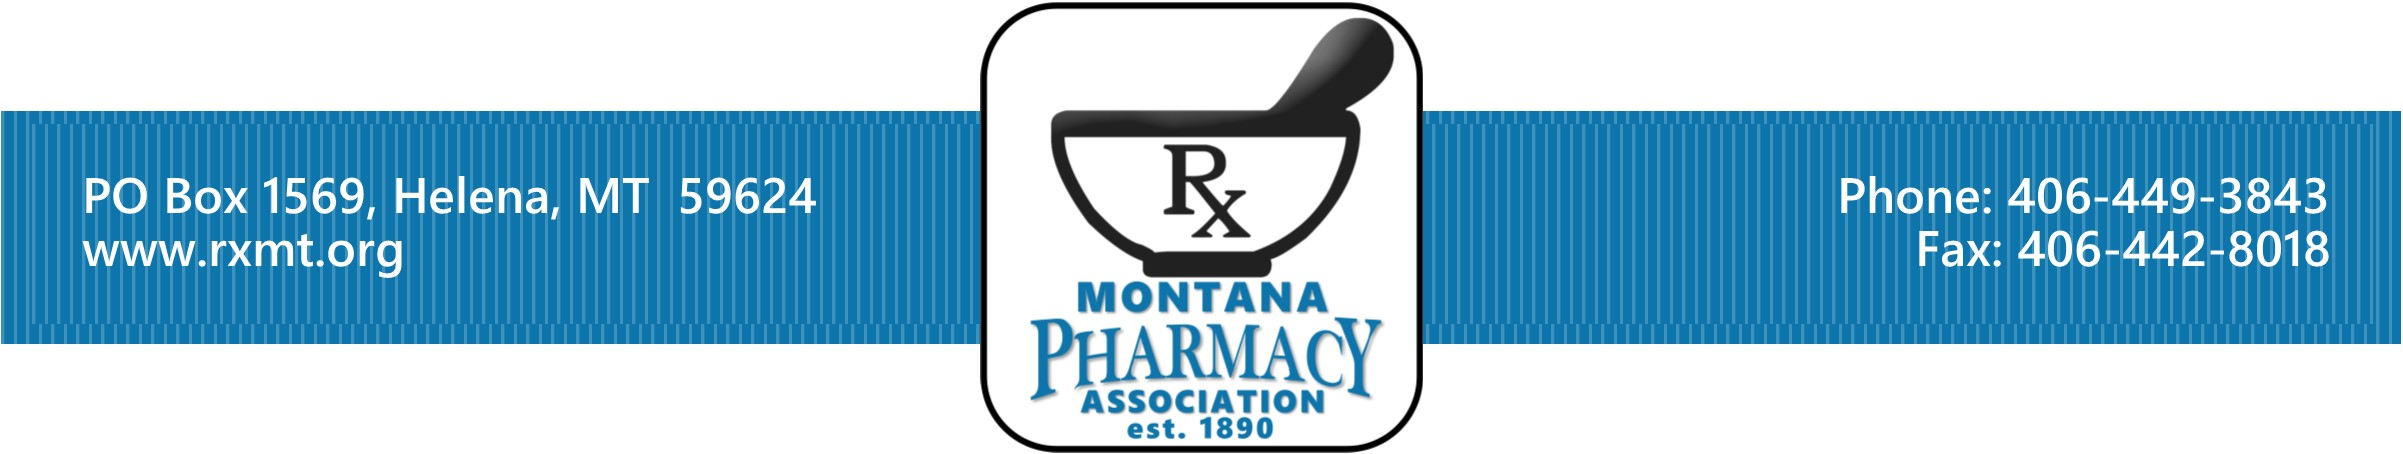 PO Box 1569, Helena, MT  59624
www.rxmt.org
Rx
MONTANA
PHARMACY
ASSOCIATION
est. 1890
Phone: 406-449-3843
Fax: 406-442-8018